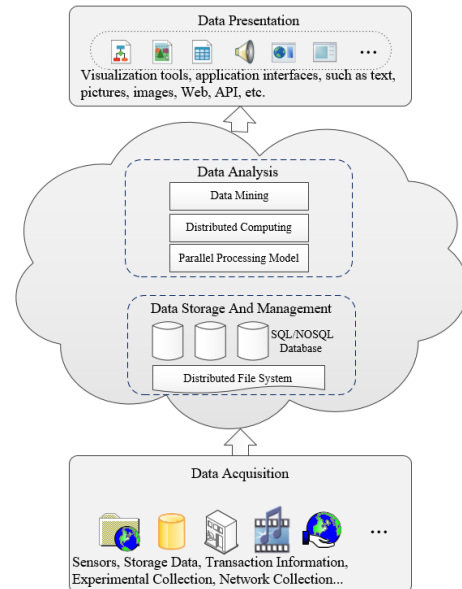 Data Presentation
...
Visualization tools, application interfaces, such as text,
pictures, images, Web, API, etc.
Data Analysis
Data Mining
Distributed Computing
Parallel Processing Model
Data Storage And Management
SQL/NOSQL
Database
Distributed File System
Data Acquisition
...
Sensors, Storage Data, Transaction Information,
Experimental Collection, Network Collection...